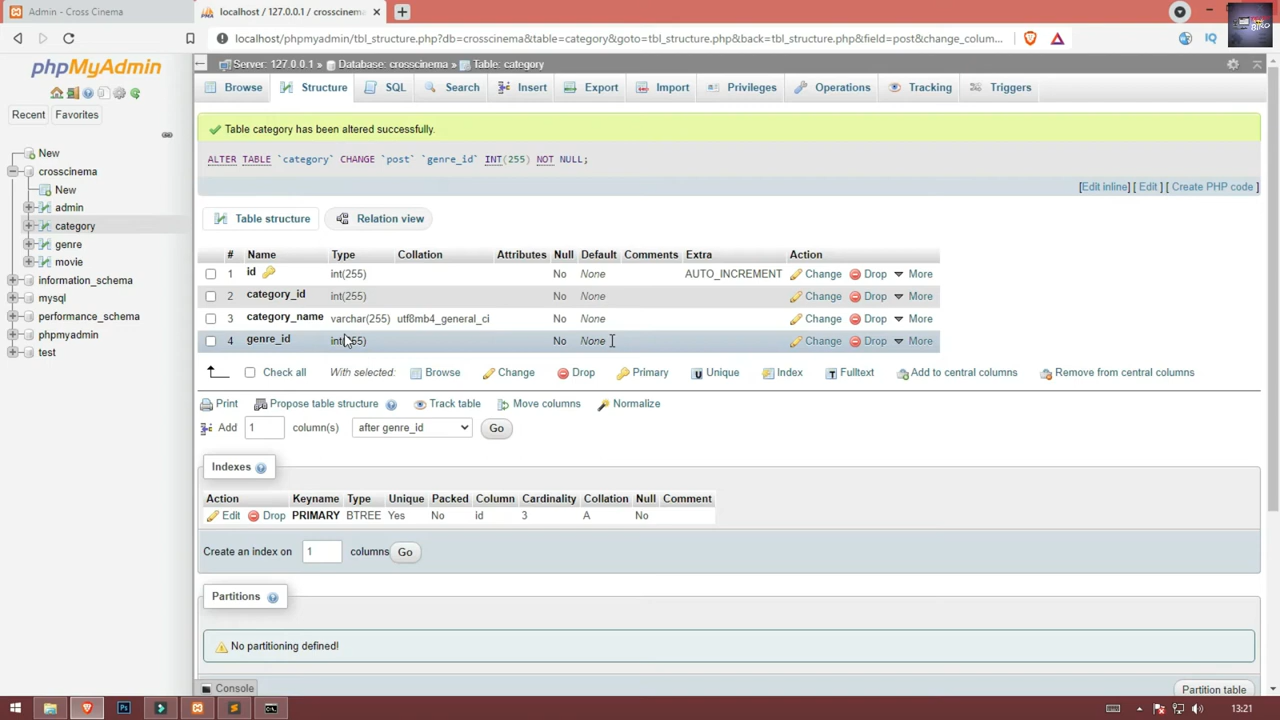 Admin - Cross Cinema
localhost / 127.0.0.1 / crosscinem
localhost/phpmyadmin/tbl_structure.php?db=crosscinema&table=category&goto=tbl_structure.php&back=tbl_structure.php&field=post&change_colum...
IQ
phpMyAdmin
Recent
Favorites
New
crosscinema
New
admin
category
genre
movie
information_schema
mysql
performance_schema
phpmyadmin
test
Server: 127.0.0.1 » Database: crosscinema » Table: category
Browse Structure SQL Search Insert Export Import Privileges Operations Tracking Triggers
Table category has been altered successfully.
ALTER TABLE `category` CHANGE `post` `genre_id` INT(255) NOT NULL;
[Edit inline] [ Edit ] [ Create PHP code ]
Table structure Relation view
# Name Type Collation Attributes Null Default Comments Extra Action
1 id int(255) No None AUTO_INCREMENT Change Drop More
2 category_id int(255) No None Change Drop More
3 category_name varchar(255) utf8mb4_general_ci No None Change Drop More
4 genre_id int(255) No None Change Drop More
Check all With selected: Browse Change Drop Primary Unique Index Fulltext Add to central columns Remove from central columns
Print Propose table structure Track table Move columns Normalize
Add 1 column(s) after genre_id Go
Indexes
Action Keyname Type Unique Packed Column Cardinality Collation Null Comment
Edit Drop PRIMARY BTREE Yes No id 3 A No
Create an index on 1 columns Go
Partitions
No partitioning defined!
Console
Partition table
13:21